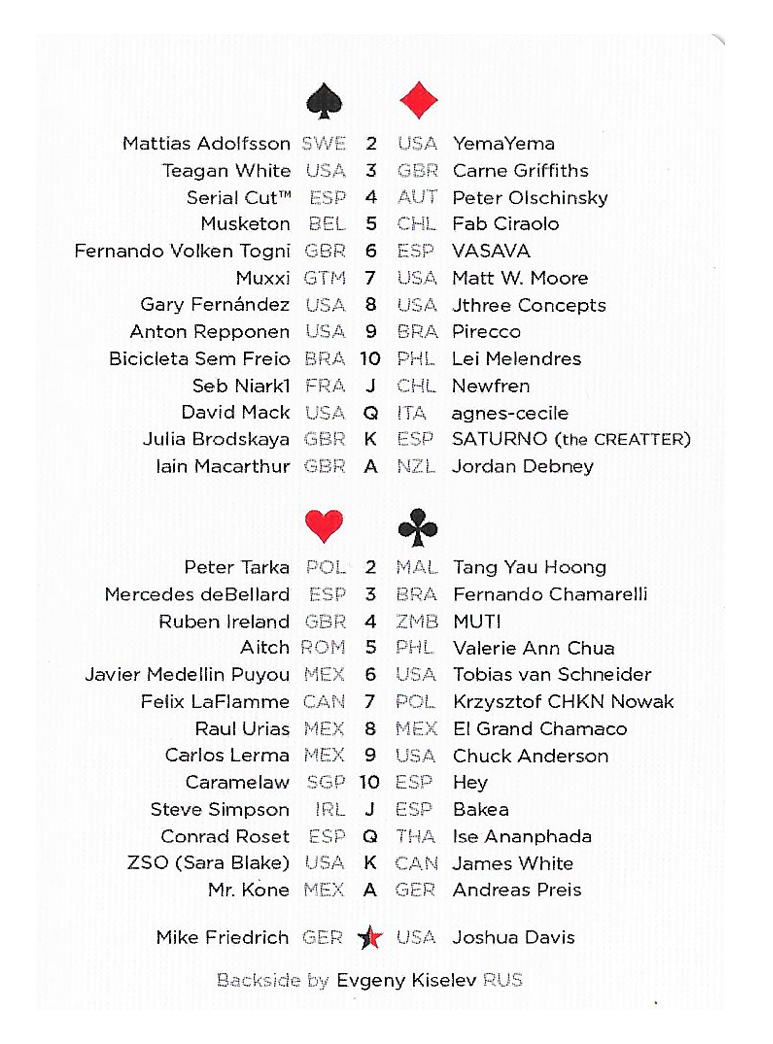 Mattias Adolfsson SWE 2 USA YemaYema
Teagan White USA 3 GBR Carne Griffiths
Serial Cut™ ESP 4 AUT Peter Olschinsky
Musketon BEL 5 CHL Fab Ciraolo
Fernando Volken Togni GBR 6 ESP VASAVA
Muxxi GTM 7 USA Matt W. Moore
Gary Fernández USA 8 USA Jthree Concepts
Anton Repponen USA 9 BRA Pirecco
Bicicleta Sem Freio BRA 10 PHL Lei Melendres
Seb Niark1 FRA J CHL Newfren
David Mack USA Q ITA agnes-cecile
Julia Brodskaya GBR K ESP SATURNO (the CREATTER)
Iain Macarthur GBR A NZL Jordan Debney
Peter Tarka POL 2 MAL Tang Yau Hoong
Mercedes deBellard ESP 3 BRA Fernando Chamarelli
Ruben Ireland GBR 4 ZMB MUTI
Aitch ROM 5 PHL Valerie Ann Chua
Javier Medellin Puyou MEX 6 USA Tobias van Schneider
Felix LaFlamme CAN 7 POL Krzysztof CHKN Nowak
Raul Urias MEX 8 MEX El Grand Chamaco
Carlos Lerma MEX 9 USA Chuck Anderson
Caramelaw SGP 10 ESP Hey
Steve Simpson IRL J ESP Bakea
Conrad Roset ESP Q THA Ise Ananphada
ZSO (Sara Blake) USA K CAN James White
Mr. Kone MEX A GER Andreas Preis
Mike Friedrich GER USA Joshua Davis
Backside by Evgeny Kiselev RUS